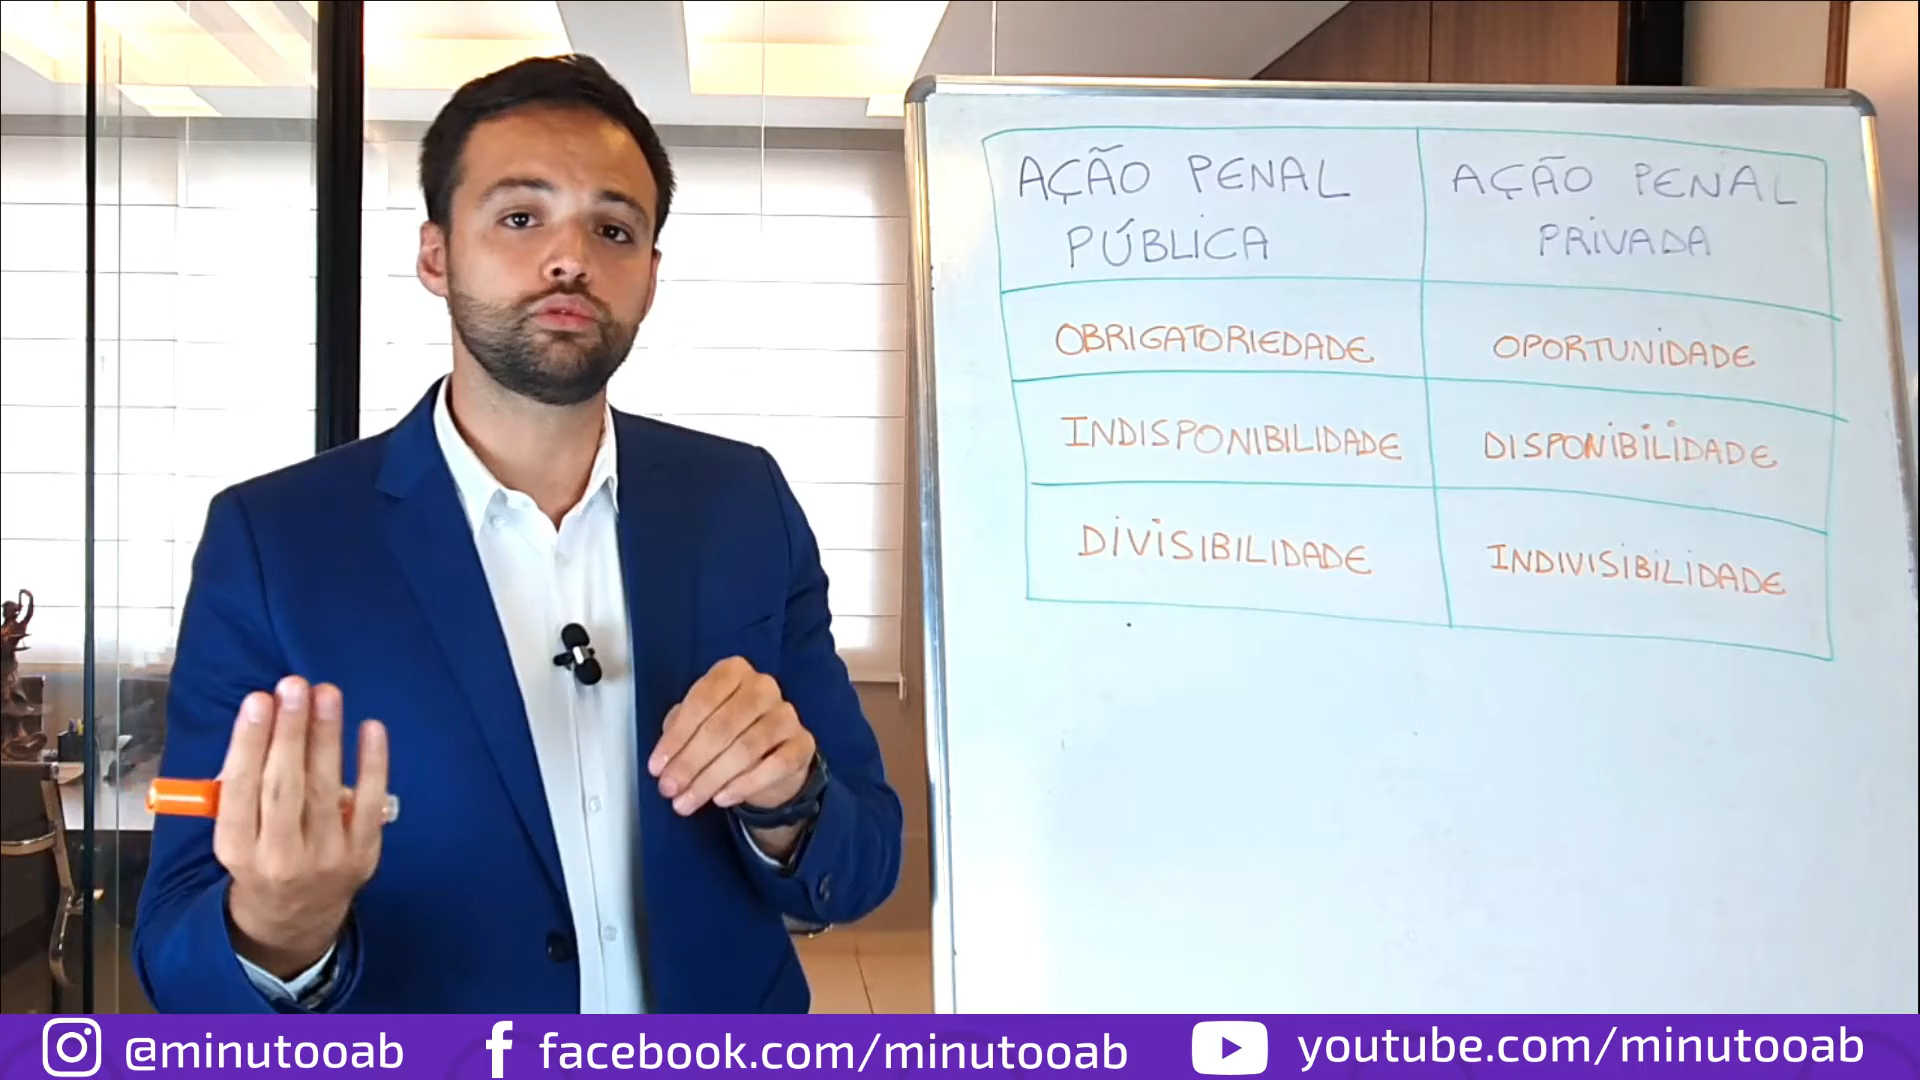 AÇÃO PENAL
PÚBLICA
AÇÃO PENAL
PRIVADA
OBRIGATORIEDADE
OPORTUNIDADE
INDISPONIBILIDADE
DISPONIBILIDADE
DIVISIBILIDADE
INDIVISIBILIDADE
@minutooab
facebook.com/minutooab
youtube.com/minutooab